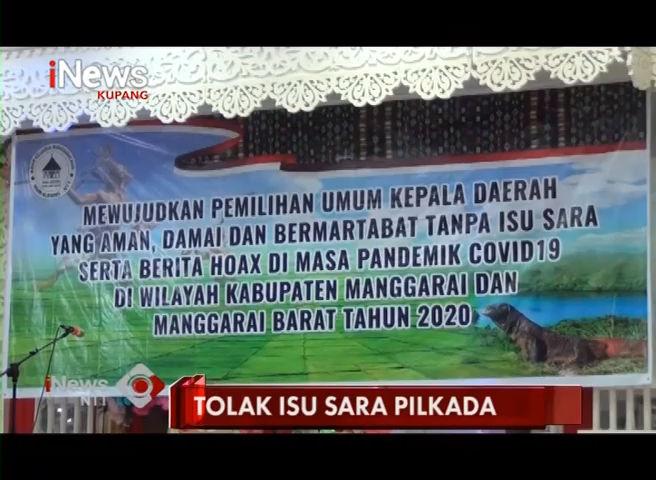 iNews
KUPANG
MEWUJUDKAN PEMILIHAN UMUM KEPALA DAERAH
YANG AMAN, DAMAI DAN BERMARTABAT TANPA ISU SARA
SERTA BERITA HOAX DI MASA PANDEMIK COVID19
DI WILAYAH KABUPATEN MANGGARAI DAN
MANGGARAI BARAT TAHUN 2020
iNews
NTT
TOLAK ISU SARA PILKADA